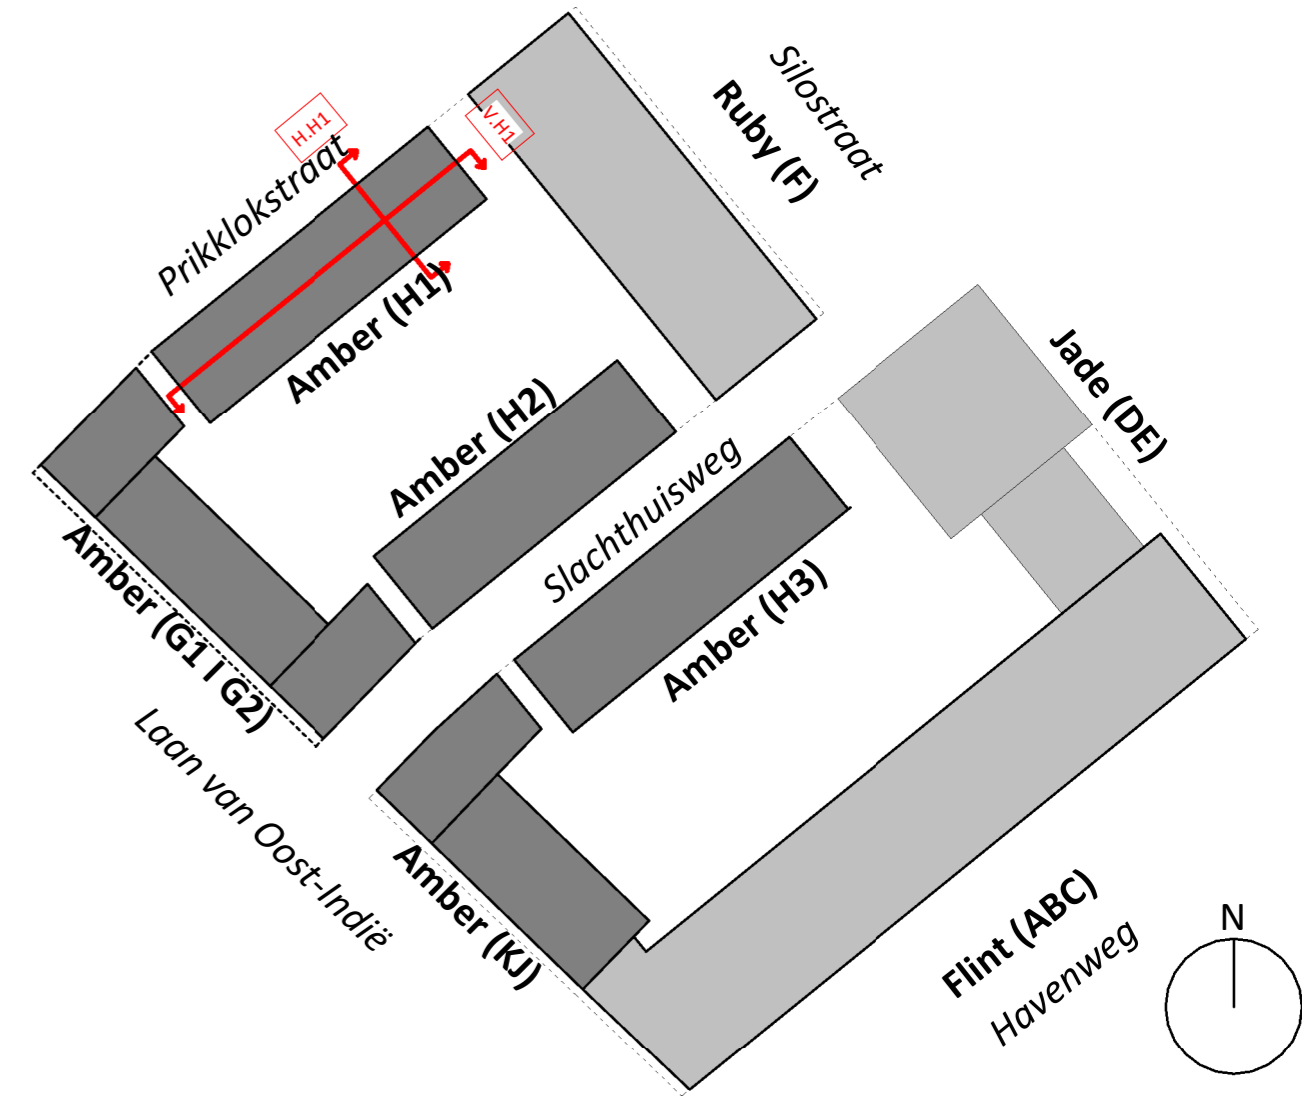 Silostraat
Ruby (F)
H.H1
V.H1
Prikklokstraat
Amber (H1)
Jade (DE)
Amber (H2)
Slachthuisweg
Amber (H3)
Amber (G1 I G2)
Laan van Oost-Indië
Amber (KJ)
Flint (ABC)
Havenweg
N